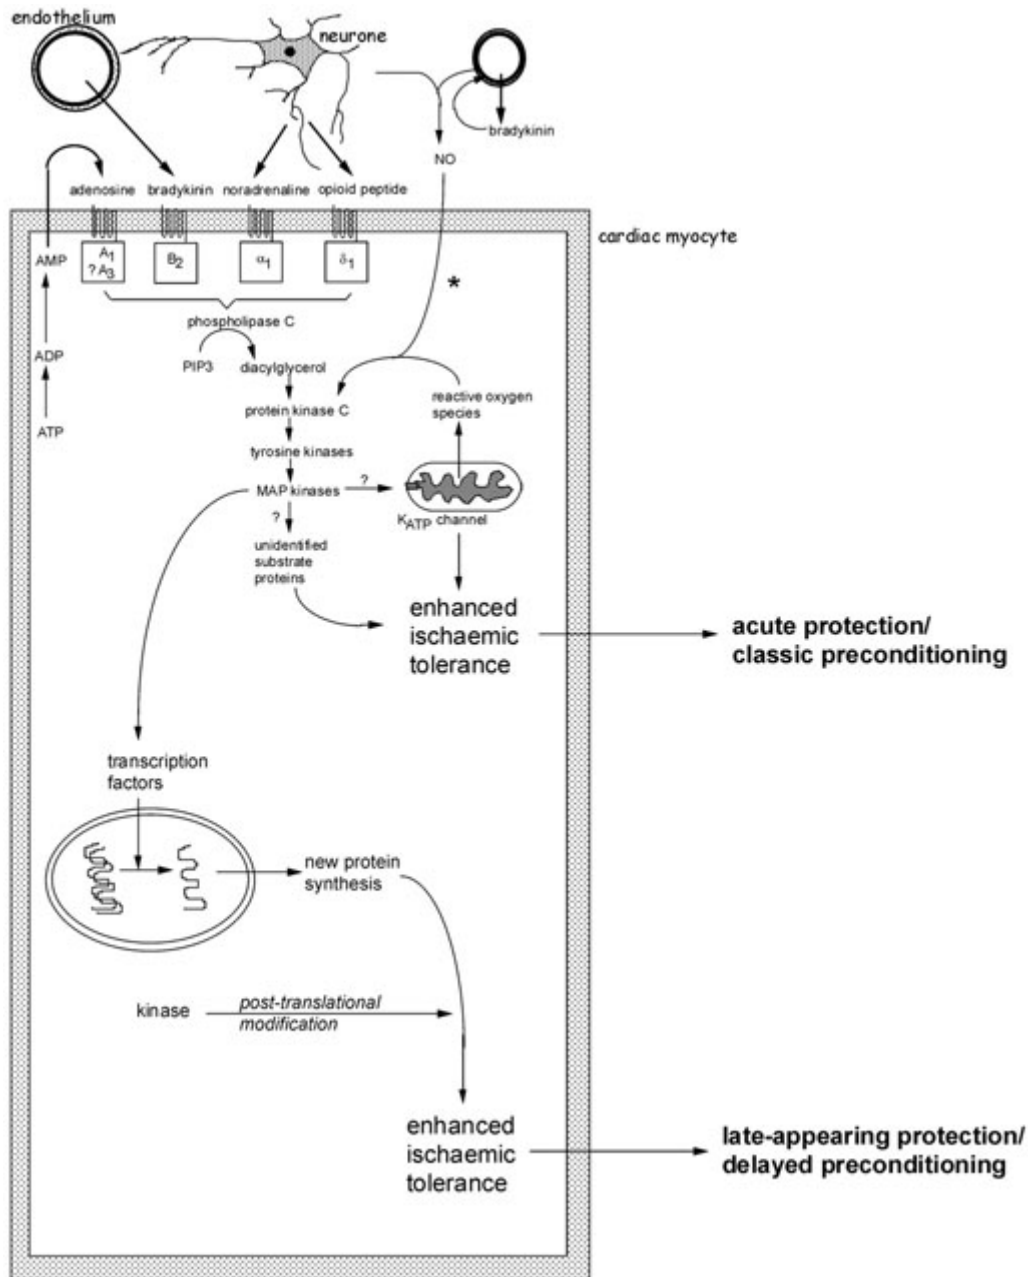 endothelium
neurone
bradykinin
NO
adenosine bradykinin noradrenaline opioid peptide
cardiac myocyte
A1
? A3
B2
α1
δ1
AMP
*
phospholipase C
ADP
PIP3
diacylglycerol
reactive oxygen
species
protein kinase C
ATP
tyrosine kinases
MAP kinases
?
?
KATP channel
unidentified
substrate
proteins
enhanced
ischaemic
tolerance
acute protection/
classic preconditioning
transcription
factors
new protein
synthesis
kinase
post-translational
modification
enhanced
ischaemic
tolerance
late-appearing protection/
delayed preconditioning